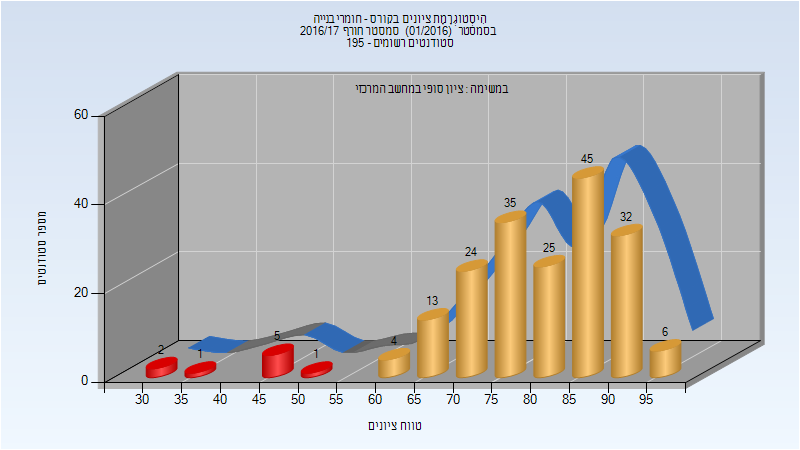 היסטוגרמת ציונים בקורס - חומרי בנייה
בסמסטר (01/2016) סמסטר חורף 2016/17
סטודנטים רשומים - 195
במשימה : ציון סופי במחשב המרכזי
מספר סטודנטים
60
40
20
0
2
1
5
1
4
13
24
35
25
45
32
6
30 35 40 45 50 55 60 65 70 75 80 85 90 95
טווח ציונים